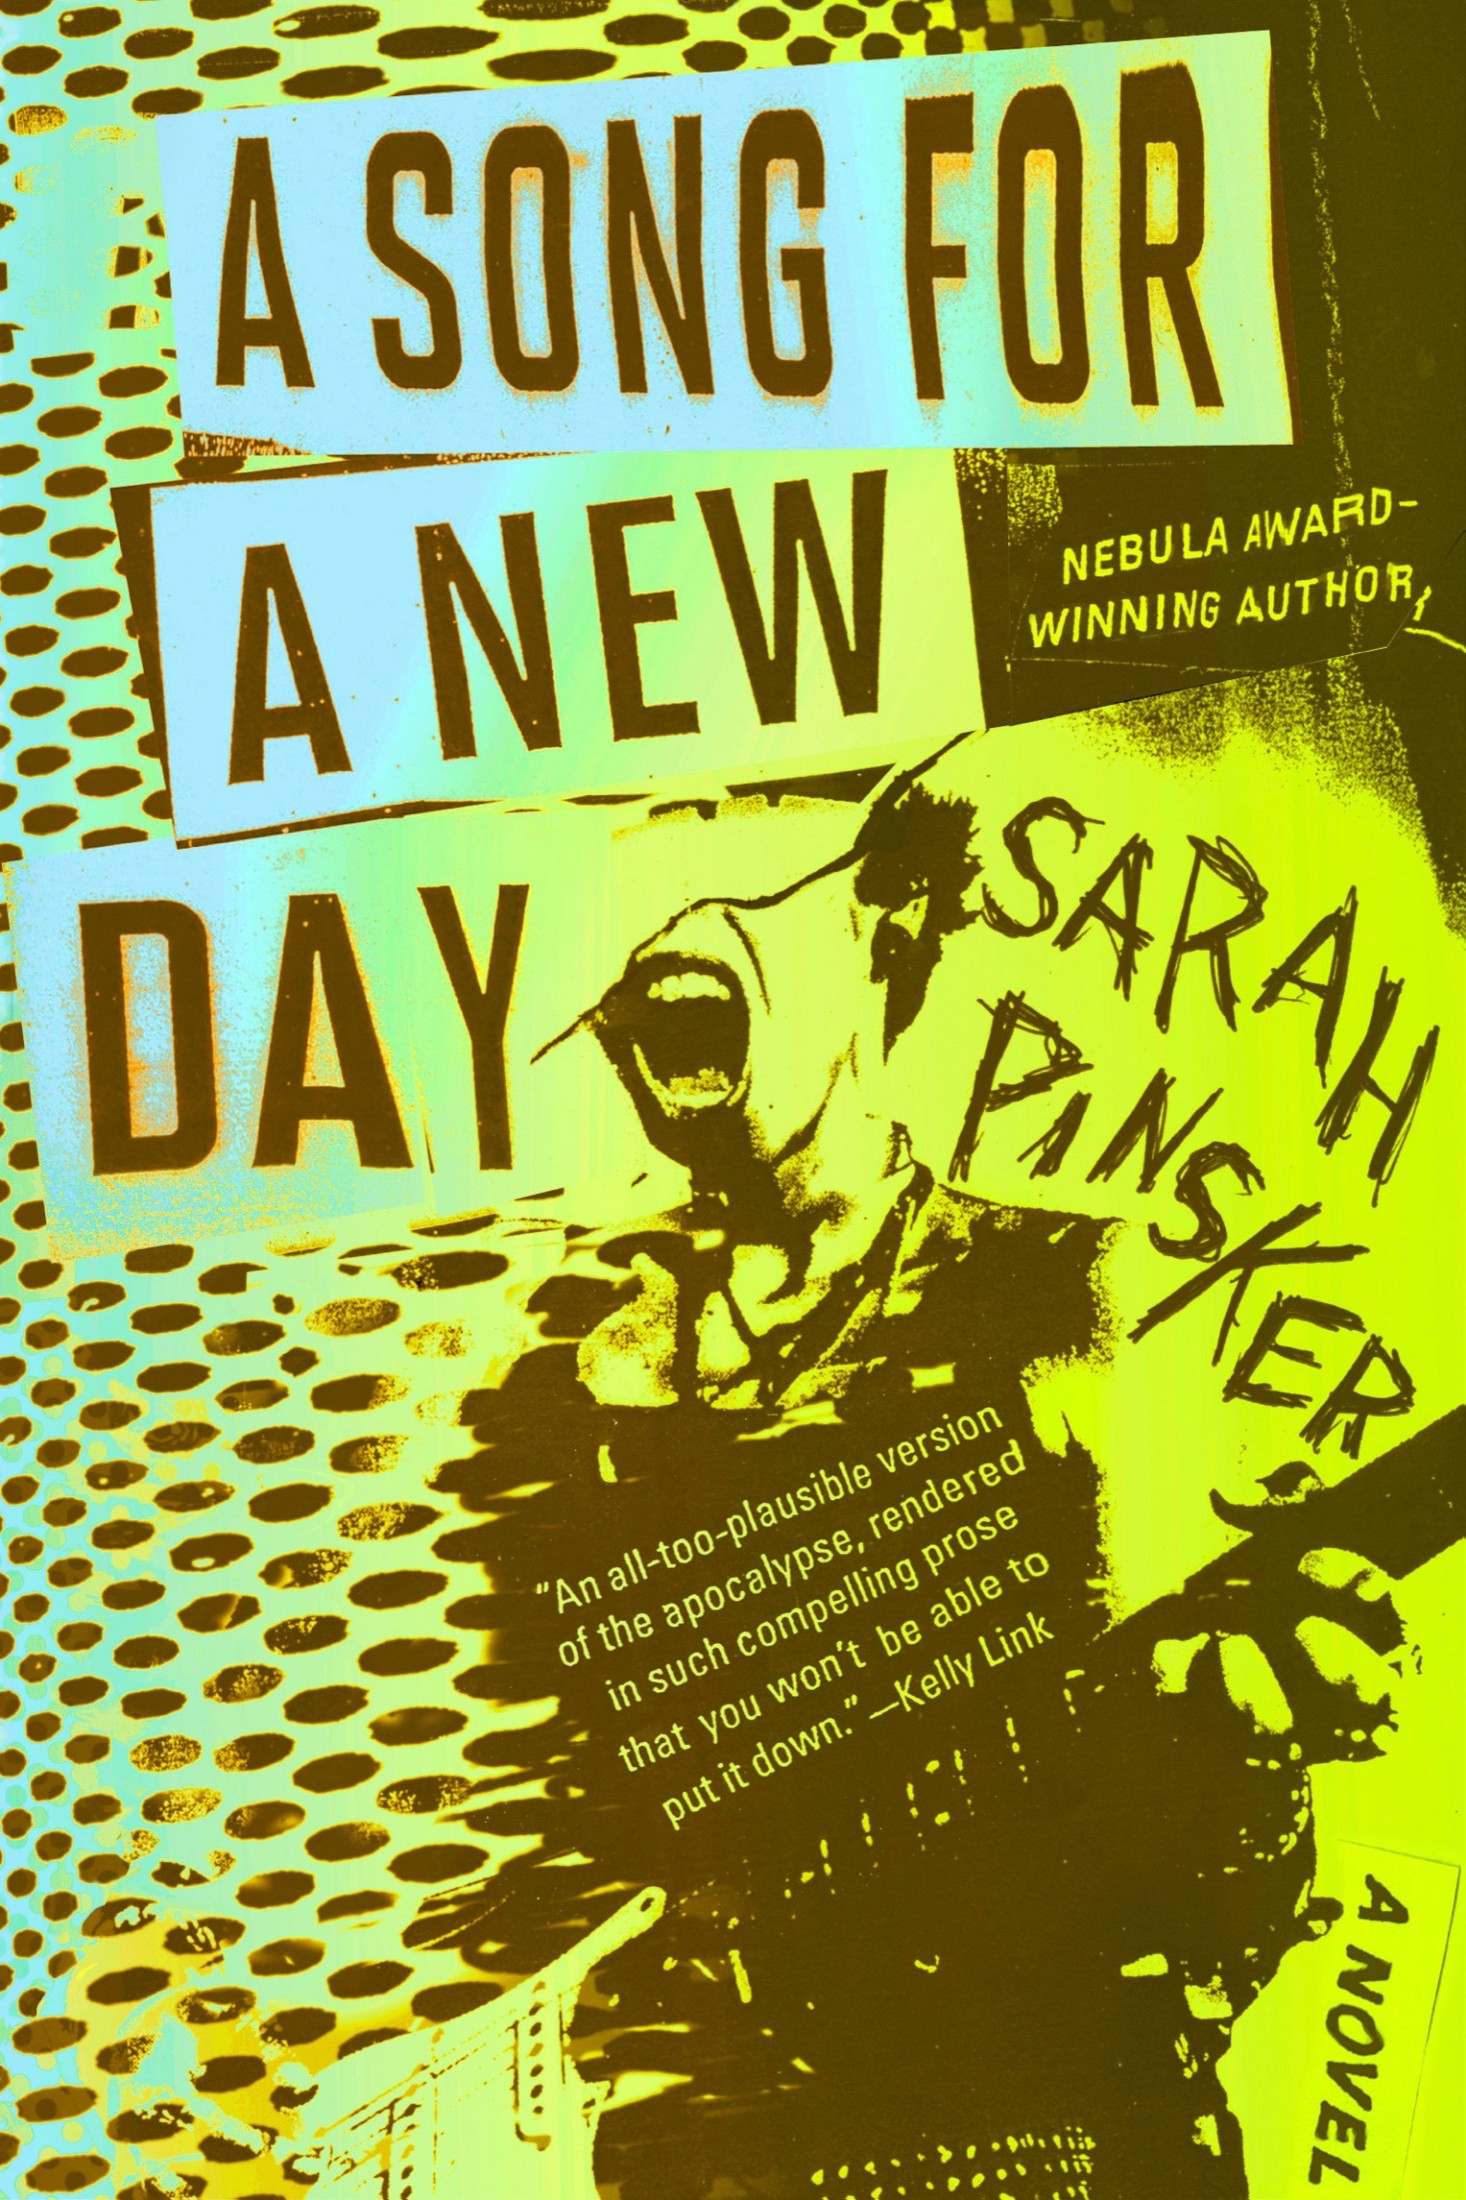 A SONG FOR
A NEW
DAY
NEBULA AWARD-
WINNING AUTHOR,
SARAH
PiNSKER
"An all-too-plausible version
of the apocalypse, rendered
in such compelling prose
that you won't be able to
put it down." —Kelly Link
A NOVEL